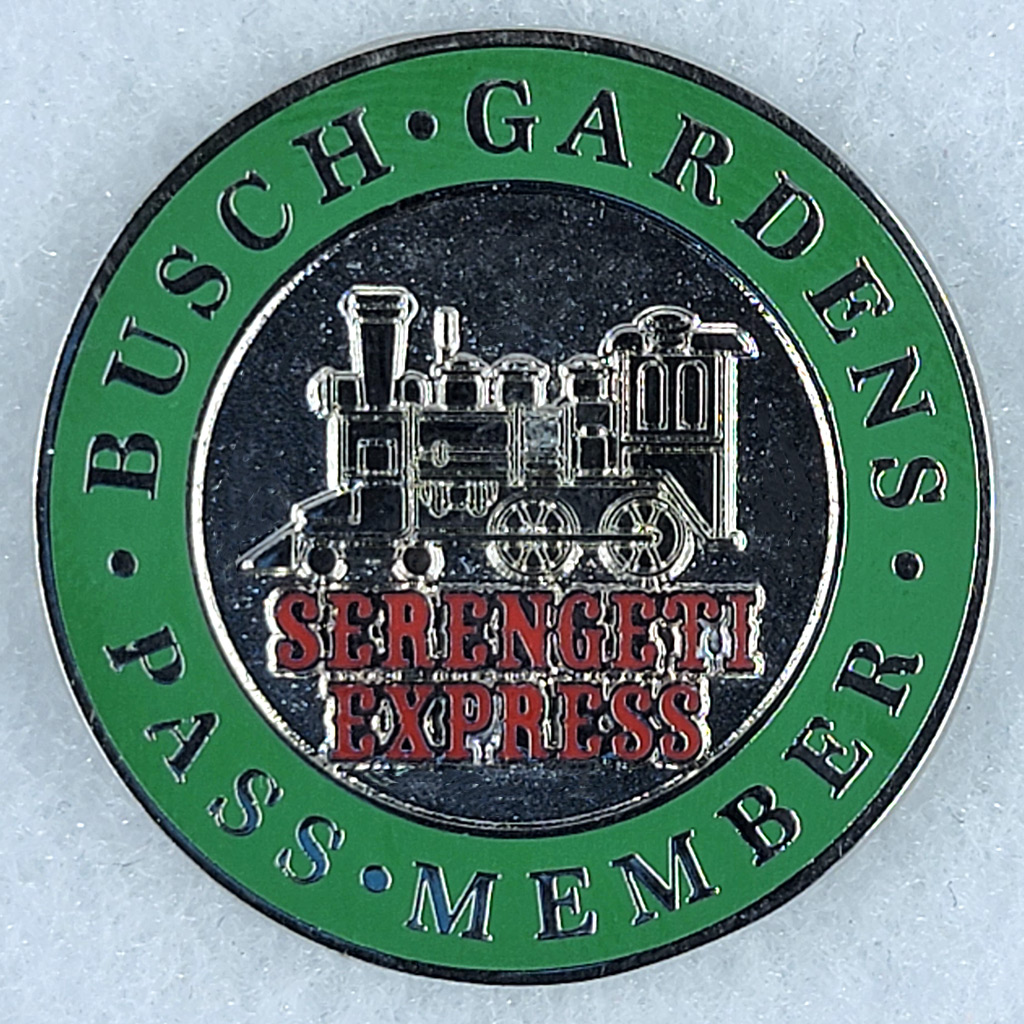 BUSCH · GARDENS
· PASS · MEMBER ·
SERENGETI
EXPRESS